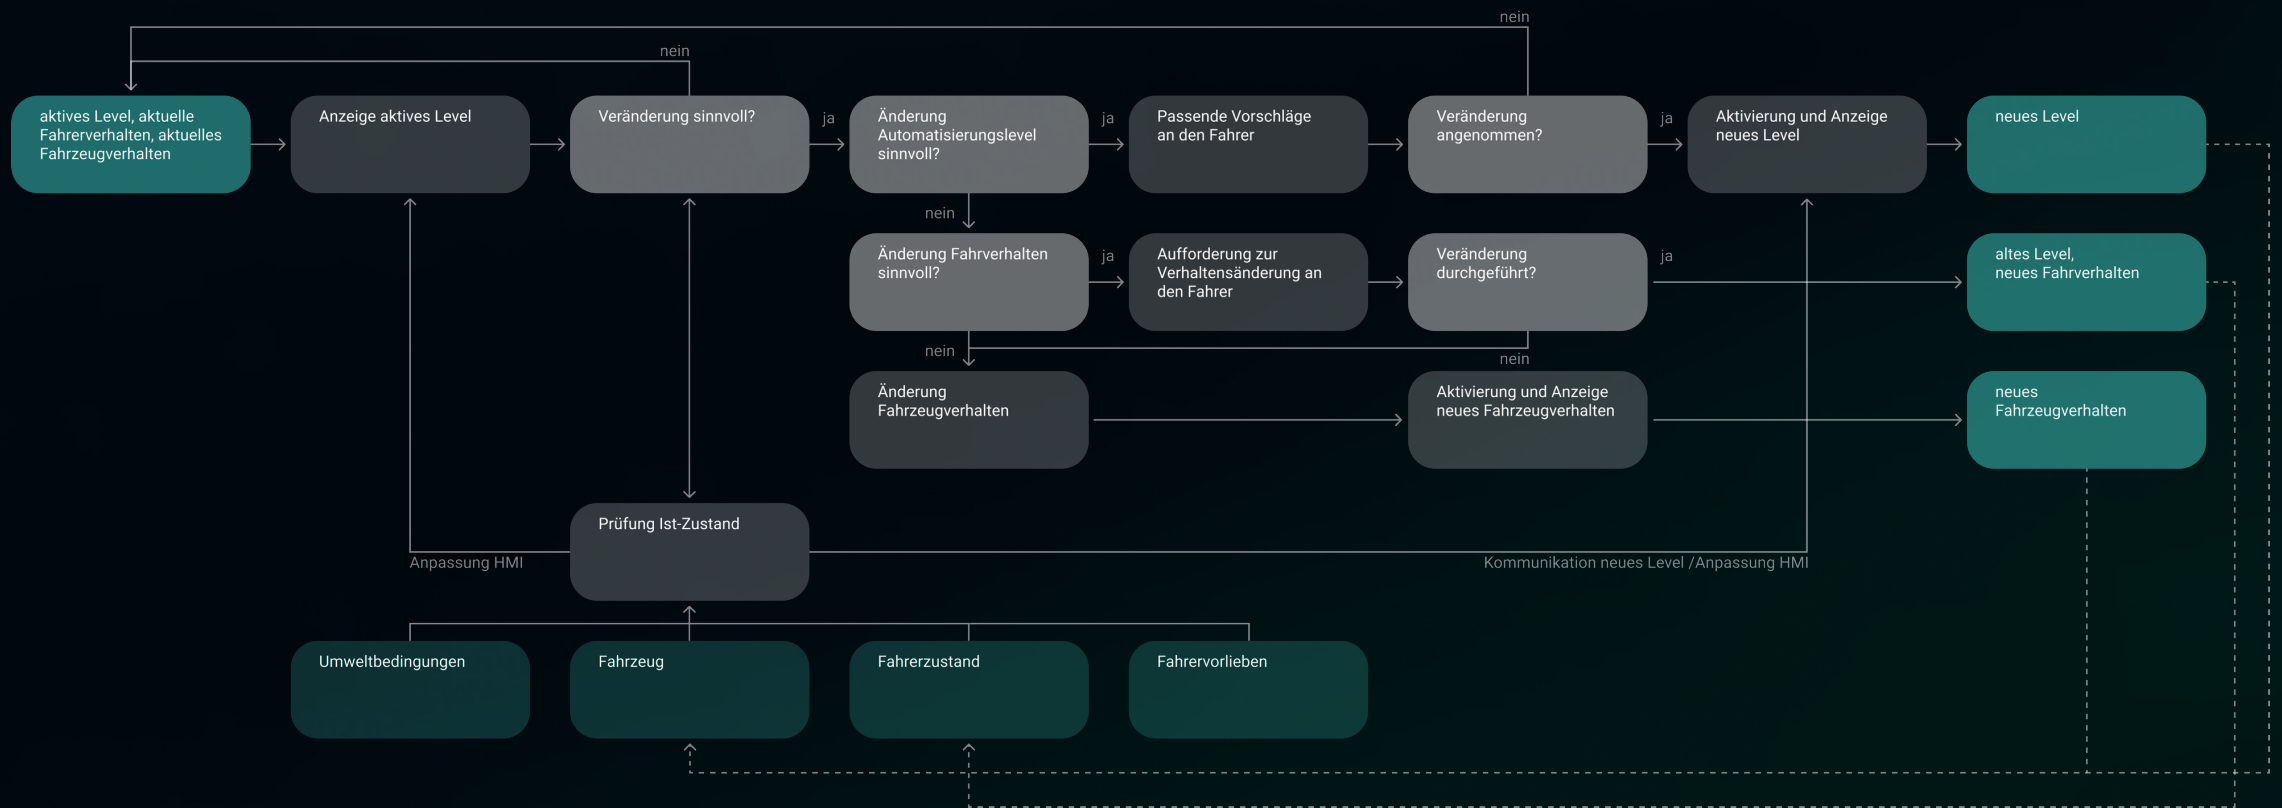 nein
nein
aktives Level, aktuelle
Fahrerverhalten, aktuelles
Fahrzeugverhalten
Anzeige aktives Level
Veränderung sinnvoll?
ja
Änderung
Automatisierungslevel
sinnvoll?
ja
Passende Vorschläge
an den Fahrer
Veränderung
angenommen?
ja
Aktivierung und Anzeige
neues Level
neues Level
nein
Änderung Fahrverhalten
sinnvoll?
ja
Aufforderung zur
Verhaltensänderung an
den Fahrer
Veränderung
durchgeführt?
ja
altes Level,
neues Fahrverhalten
nein
nein
Änderung
Fahrzeugverhalten
Aktivierung und Anzeige
neues Fahrzeugverhalten
neues
Fahrzeugverhalten
Prüfung Ist-Zustand
Anpassung HMI
Kommunikation neues Level /Anpassung HMI
Umweltbedingungen
Fahrzeug
Fahrerzustand
Fahrervorlieben